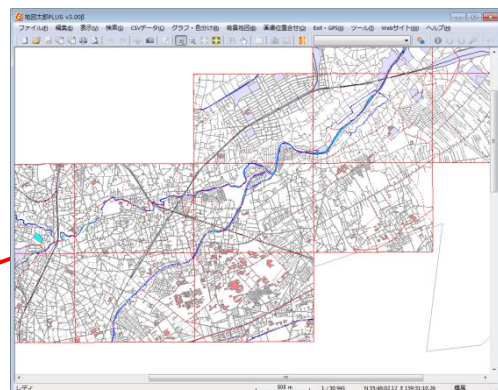 地図太郎PLUS v3.00β
ファイル(F) 編集(E) 表示(V) 検索(S) CSVデータ(C) グラフ・色分け(G) 背景地図(B) 画像位置合せ(G) Exif・GPS(X) ツール(T) Webサイト(W) ヘルプ(H)
レディ 900 m 1 / 30,941 標高